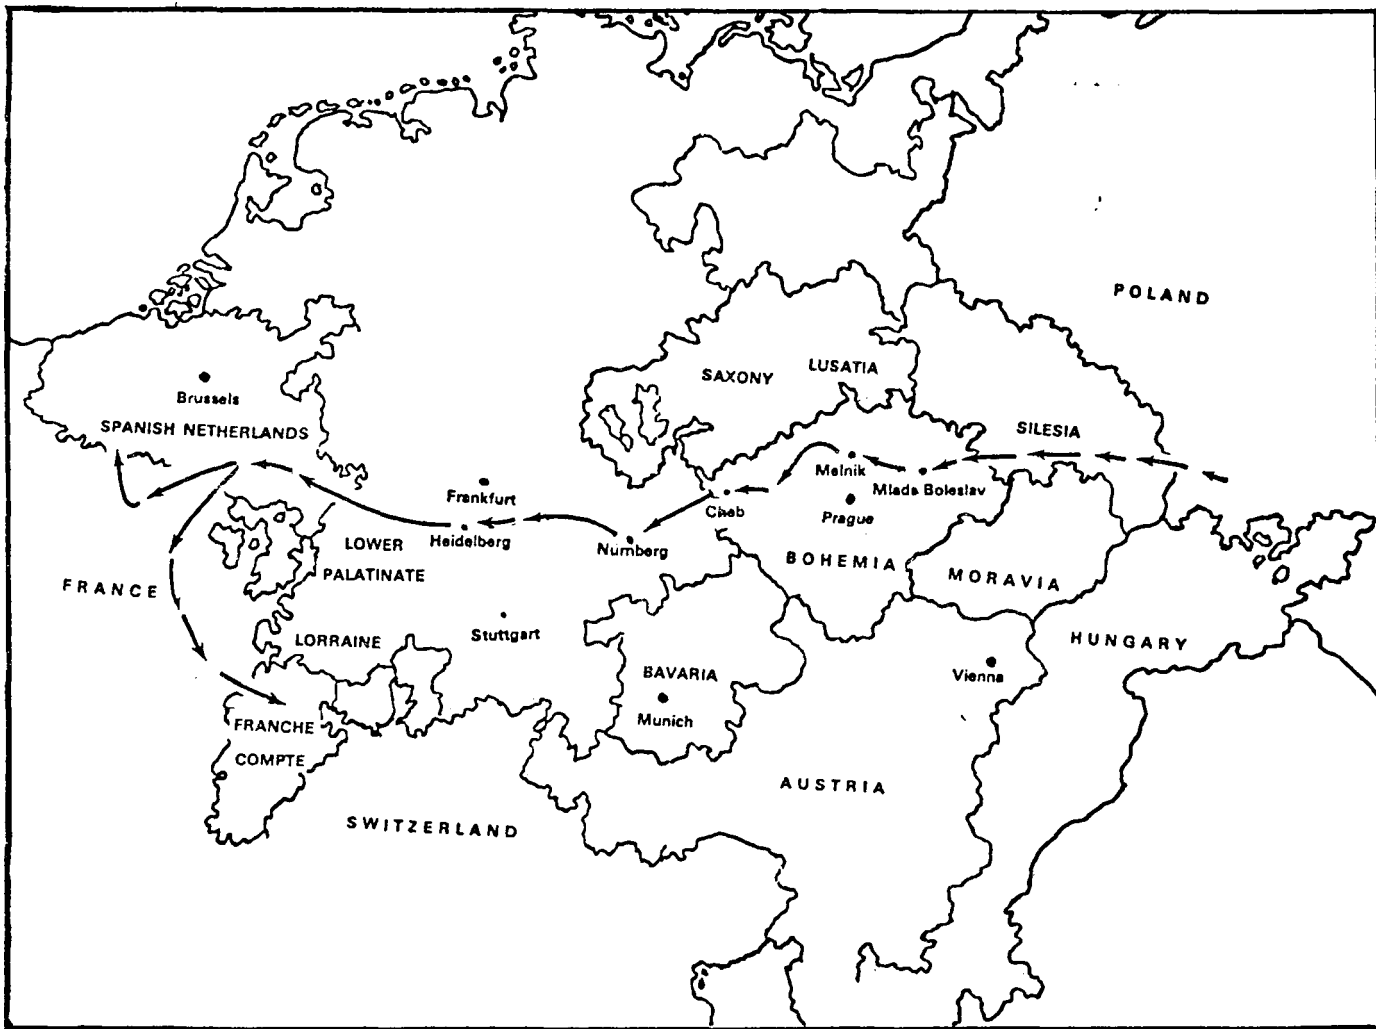 POLAND
SAXONY
LUSATIA
Brussels
SPANISH NETHERLANDS
SILESIA
Melnik
Mlada Boleslav
Frankfurt
Cheb
Prague
Heidelberg
Nürnberg
LOWER
PALATINATE
BOHEMIA
MORAVIA
FRANCE
LORRAINE
Stuttgart
HUNGARY
BAVARIA
Vienna
Munich
FRANCHE
COMPTE
AUSTRIA
SWITZERLAND